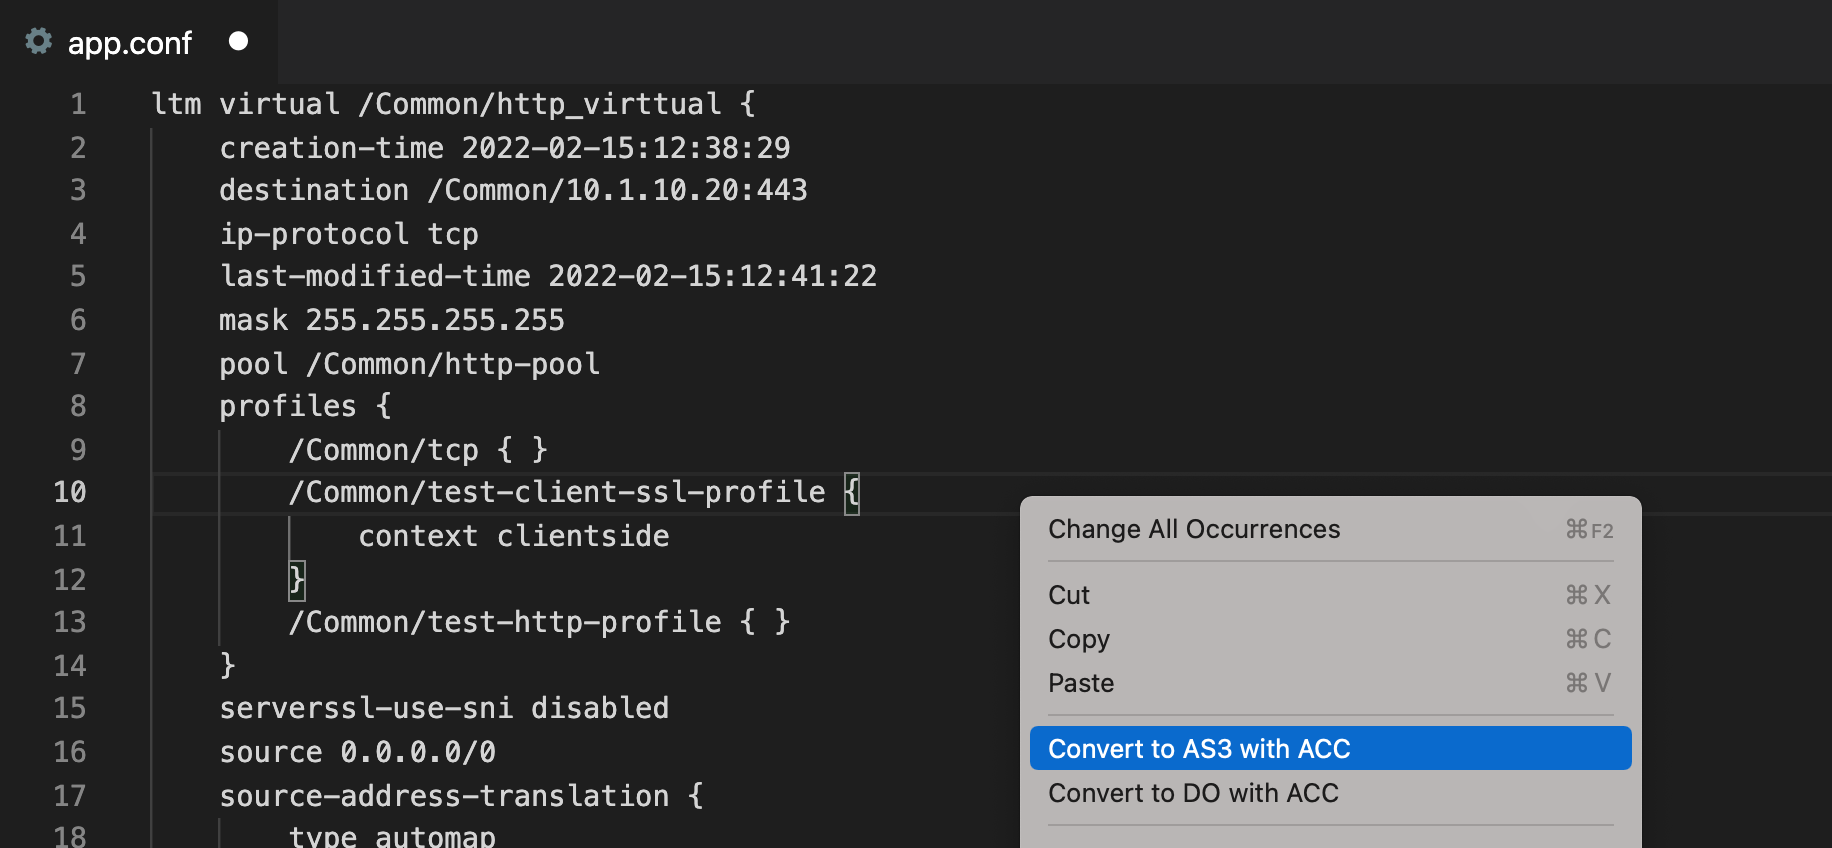 app.conf
1 ltm virtual /Common/http_virttual {
2 creation-time 2022-02-15:12:38:29
3 destination /Common/10.1.10.20:443
4 ip-protocol tcp
5 last-modified-time 2022-02-15:12:41:22
6 mask 255.255.255.255
7 pool /Common/http-pool
8 profiles {
9 /Common/tcp { }
10 /Common/test-client-ssl-profile {
11 context clientside
12 }
13 /Common/test-http-profile { }
14 }
15 serverssl-use-sni disabled
16 source 0.0.0.0/0
17 source-address-translation {
18 type automap
Change All Occurrences ⌘F2
Cut ⌘X
Copy ⌘C
Paste ⌘V
Convert to AS3 with ACC
Convert to DO with ACC